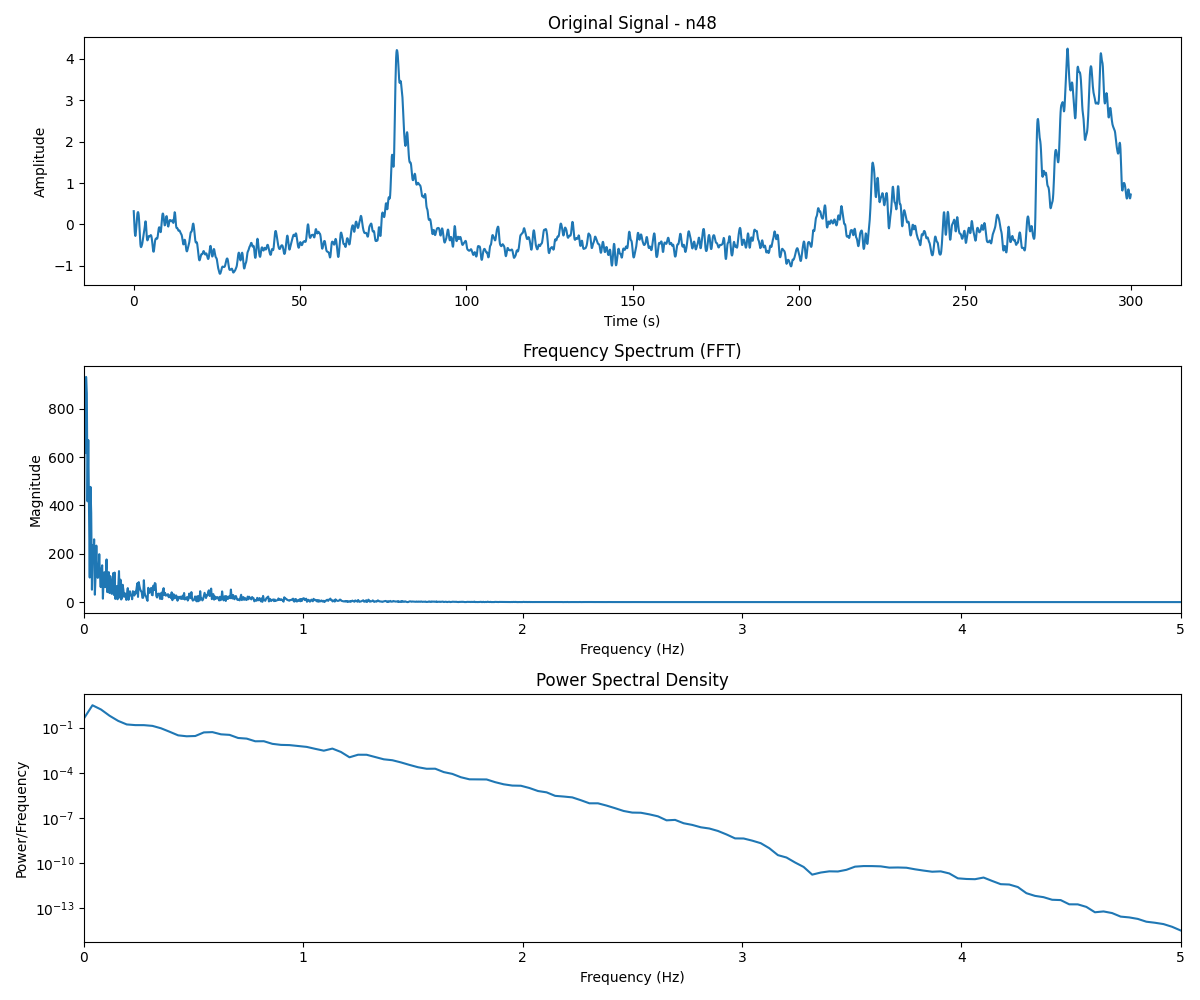 Original Signal - n48
Amplitude
4
3
2
1
0
−1
0 50 100 150 200 250 300
Time (s)
Frequency Spectrum (FFT)
Magnitude
800
600
400
200
0
0 1 2 3 4 5
Frequency (Hz)
Power Spectral Density
Power/Frequency
10⁻¹
10⁻⁴
10⁻⁷
10⁻¹⁰
10⁻¹³
0 1 2 3 4 5
Frequency (Hz)